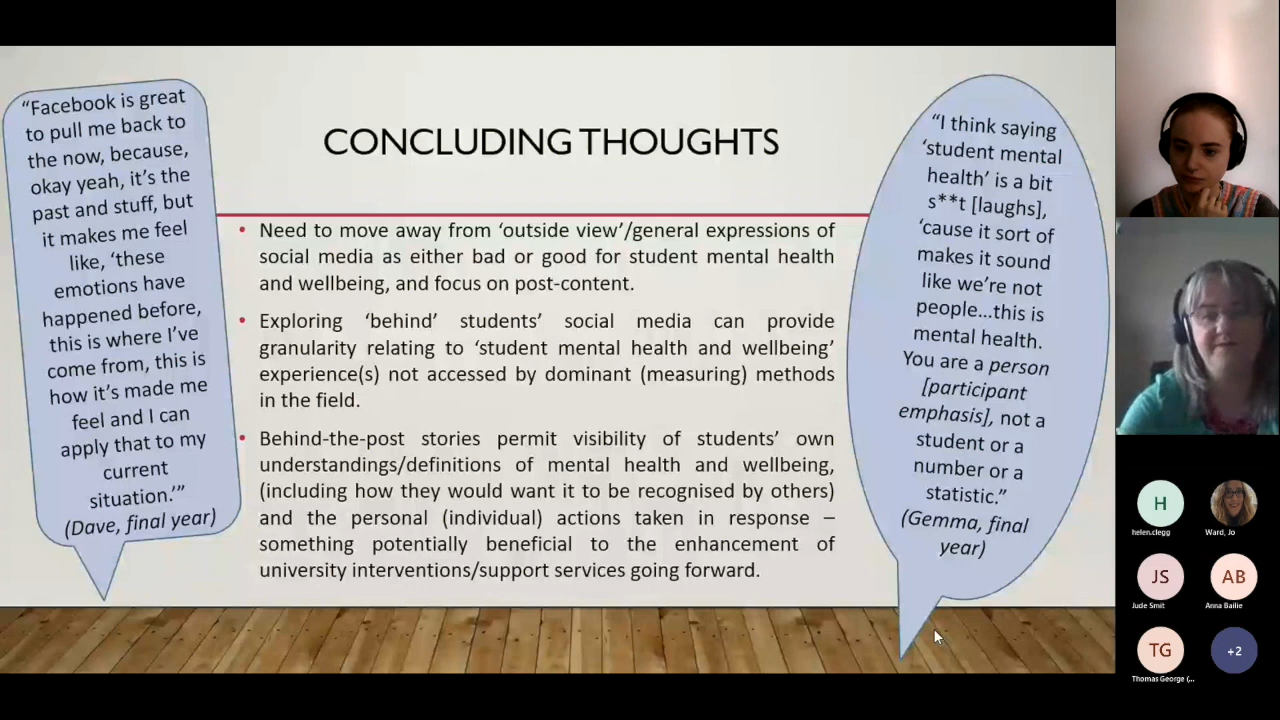 CONCLUDING THOUGHTS
“Facebook is great
to pull me back to
the now, because,
okay yeah, it’s the
past and stuff, but
it makes me feel
like, ‘these
emotions have
happened before,
this is where I’ve
come from, this is
how it’s made me
feel and I can
apply that to my
current
situation.’”
(Dave, final year)
• Need to move away from ‘outside view’/general expressions of
social media as either bad or good for student mental health
and wellbeing, and focus on post-content.
• Exploring ‘behind’ students’ social media can provide
granularity relating to ‘student mental health and wellbeing’
experience(s) not accessed by dominant (measuring) methods
in the field.
• Behind-the-post stories permit visibility of students’ own
understandings/definitions of mental health and wellbeing,
(including how they would want it to be recognised by others)
and the personal (individual) actions taken in response –
something potentially beneficial to the enhancement of
university interventions/support services going forward.
“I think saying
‘student mental
health’ is a bit
s**t [laughs],
‘cause it sort of
makes it sound
like we’re not
people…this is
mental health.
You are a person
[participant
emphasis], not a
student or a
number or a
statistic.”
(Gemma, final
year)
H
helen.clegg
Ward, Jo
JS
Jude Smit
AB
Anna Bailie
TG
Thomas George (...
+2